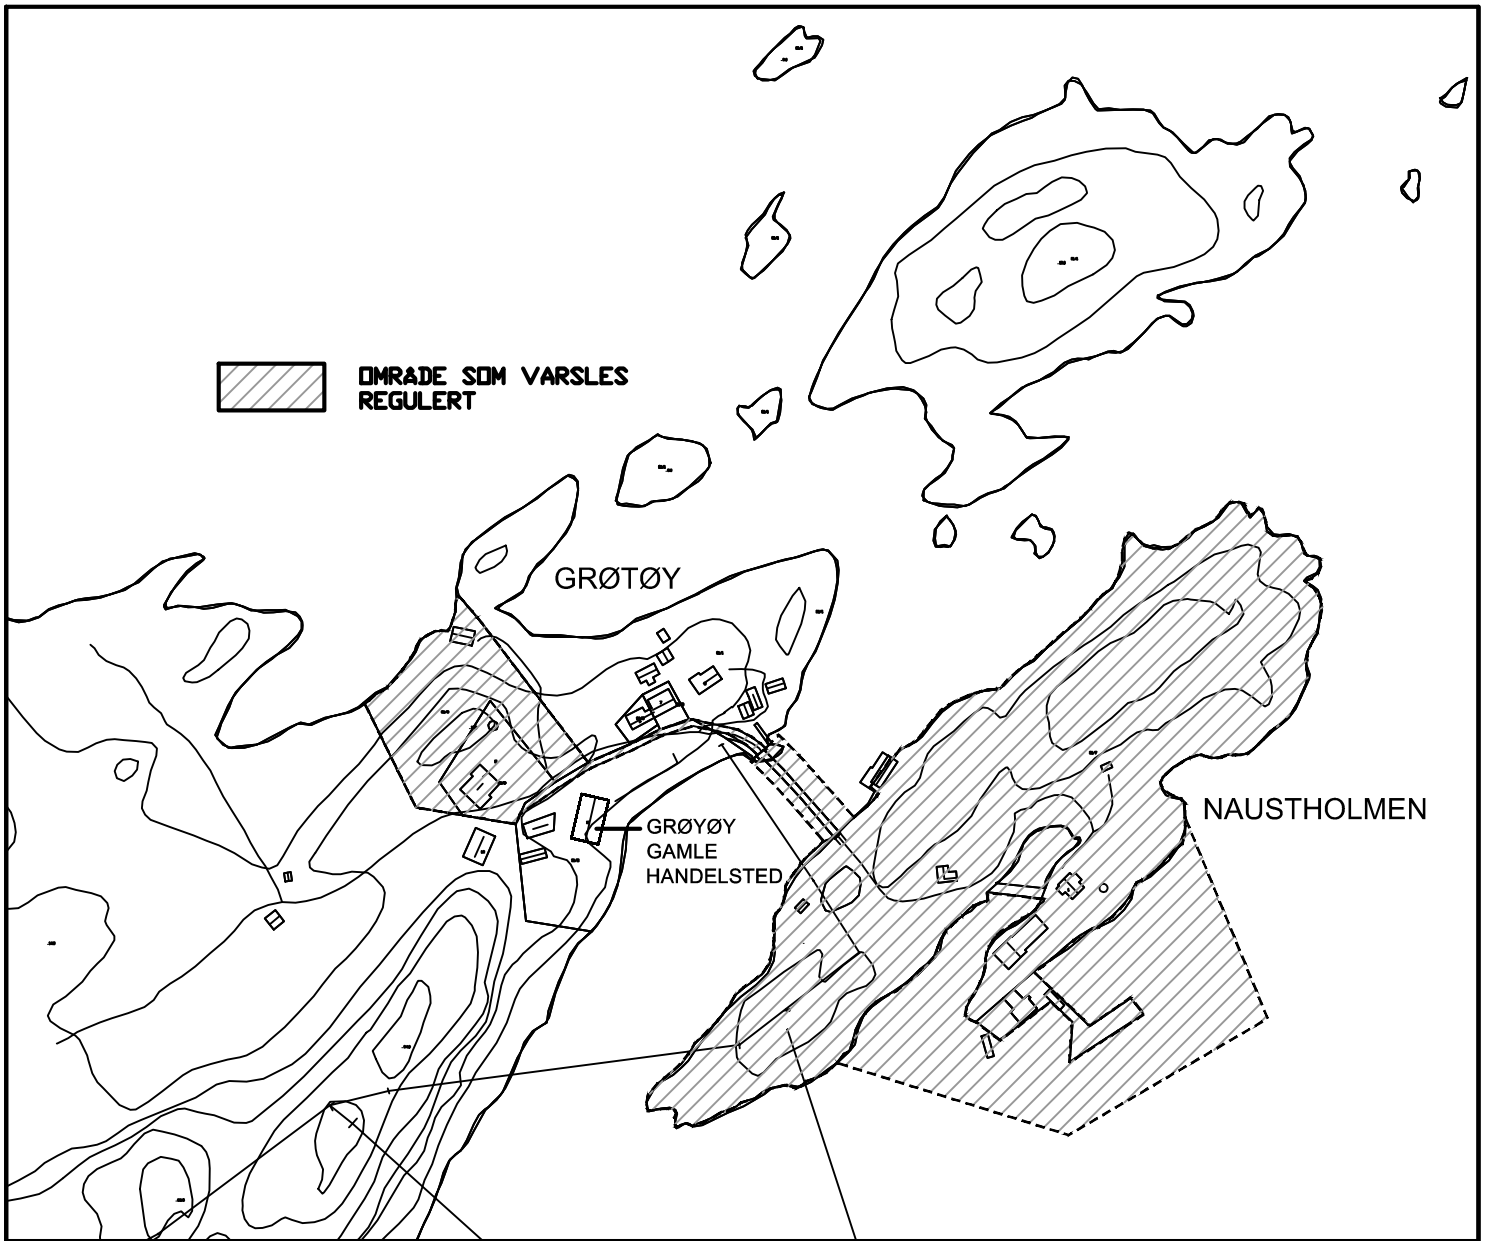 OMRÅDE SOM VARSLES
REGULERT
GRØTØY
NAUSTHOLMEN
GRØYØY
GAMLE
HANDELSTED